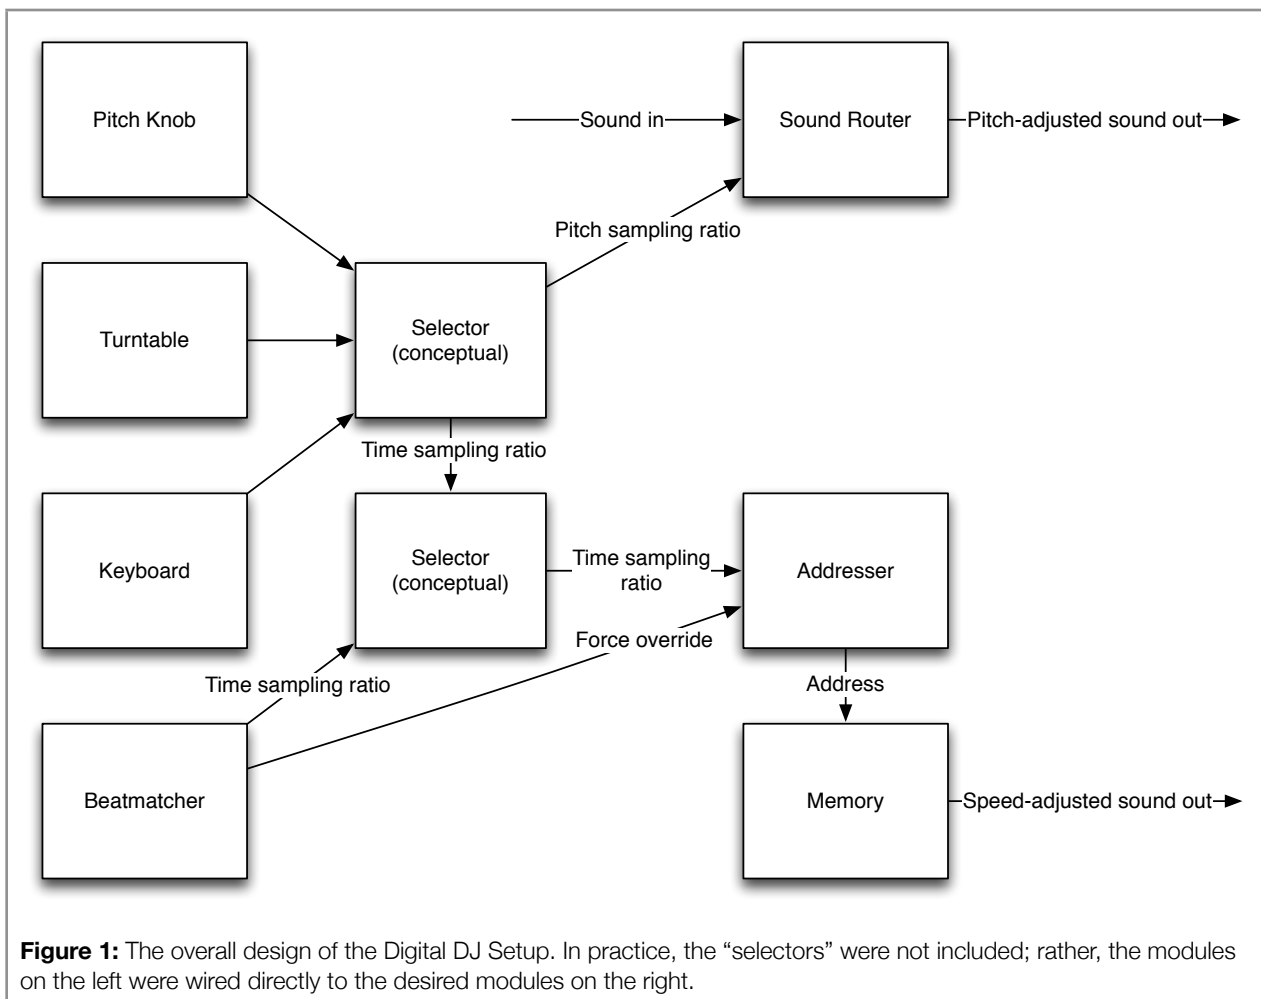 Pitch Knob
Sound in
Sound Router
Pitch-adjusted sound out
Pitch sampling ratio
Turntable
Selector
(conceptual)
Time sampling ratio
Keyboard
Selector
(conceptual)
Time sampling
ratio
Addresser
Force override
Time sampling ratio
Address
Beatmatcher
Memory
Speed-adjusted sound out
Figure 1: The overall design of the Digital DJ Setup. In practice, the “selectors” were not included; rather, the modules
on the left were wired directly to the desired modules on the right.